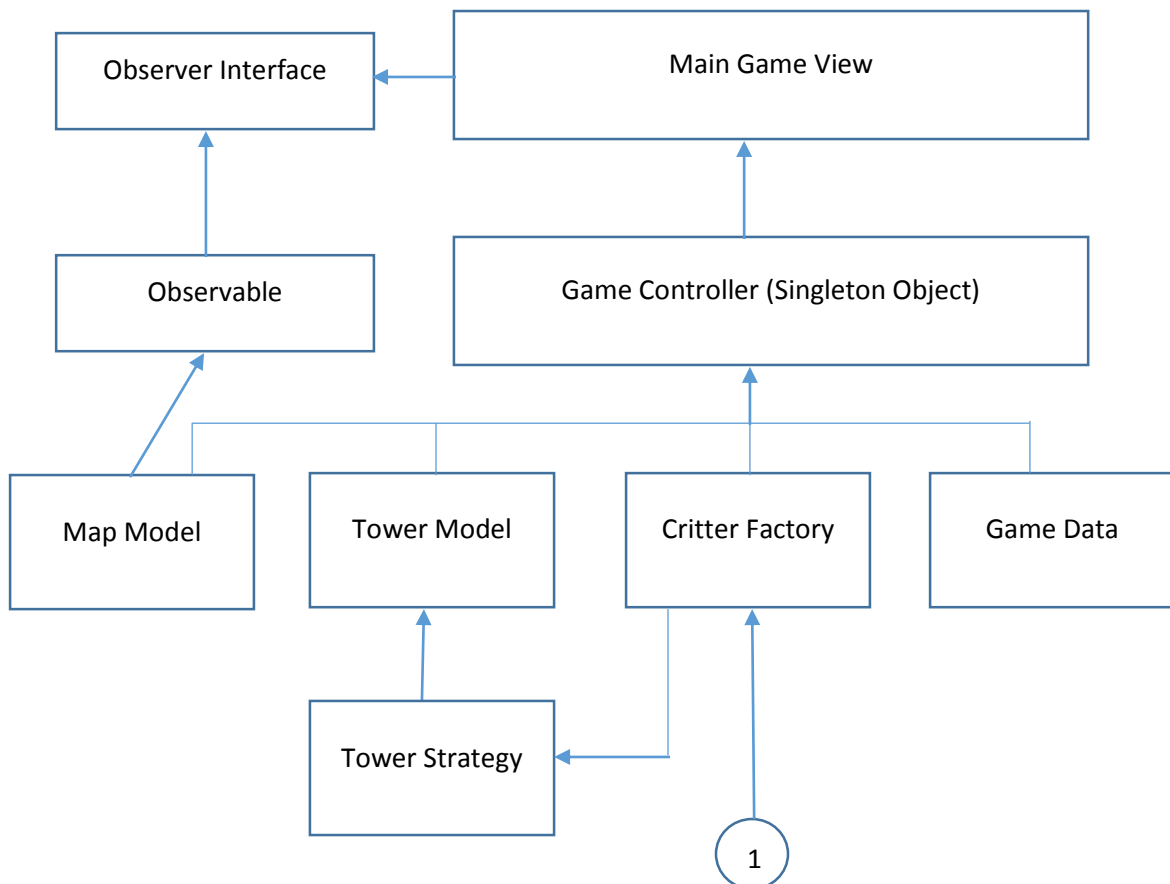 Observer Interface
Main Game View
Observable
Game Controller (Singleton Object)
Map Model
Tower Model
Critter Factory
Game Data
Tower Strategy
1